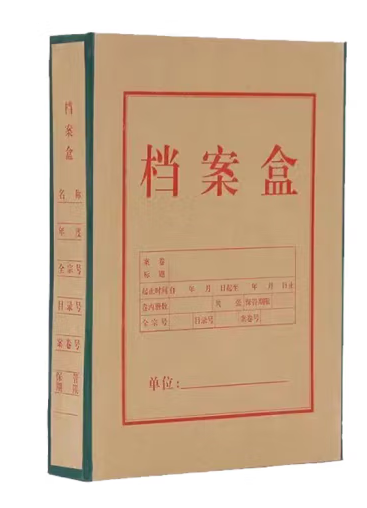 档案盒
名称
年度
全宗号
目录号
案卷号
保管期限
档案盒
案卷
标题
起止时间 自 年 月 日起至 年 月 日止
卷内张数 页 张 保管期限
全宗号 目录号 案卷号
单位: